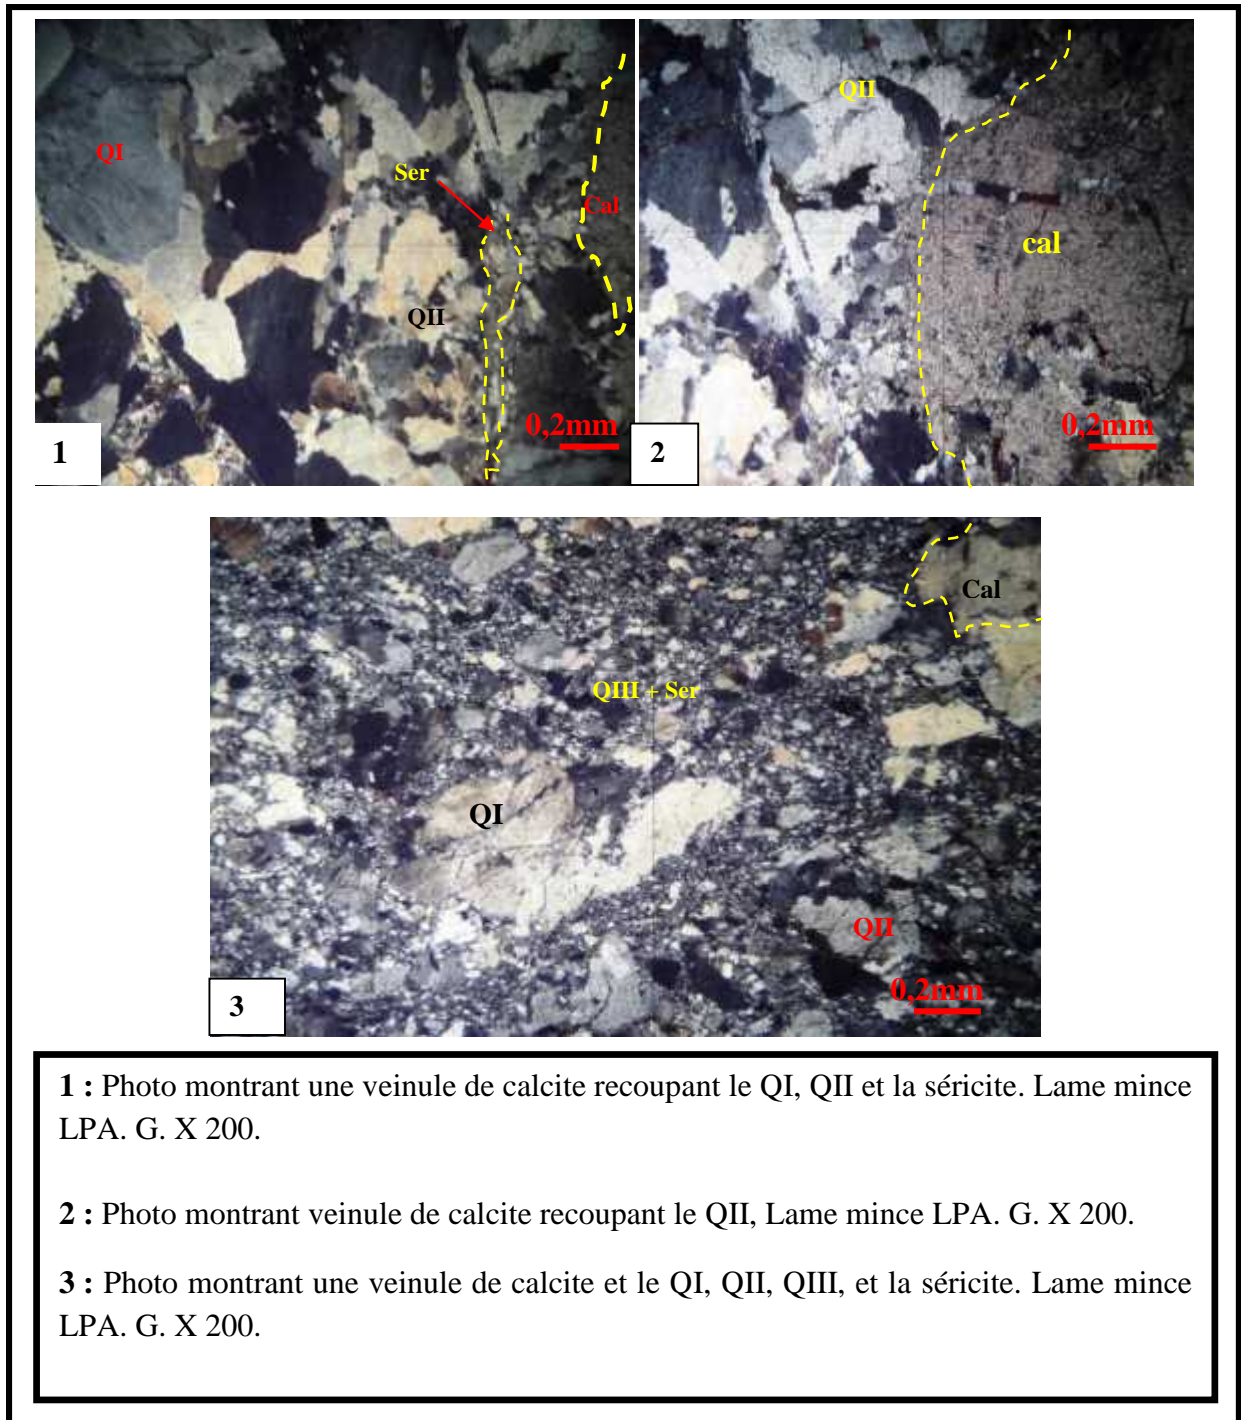 QI
Ser
Cal
QII
0,2mm
1
QII
cal
0,2mm
2
Cal
QIII + Ser
QI
QII
0,2mm
3
1 : Photo montrant une veinule de calcite recoupant le QI, QII et la séricite. Lame mince
LPA. G. X 200.
2 : Photo montrant veinule de calcite recoupant le QII, Lame mince LPA. G. X 200.
3 : Photo montrant une veinule de calcite et le QI, QII, QIII, et la séricite. Lame mince
LPA. G. X 200.